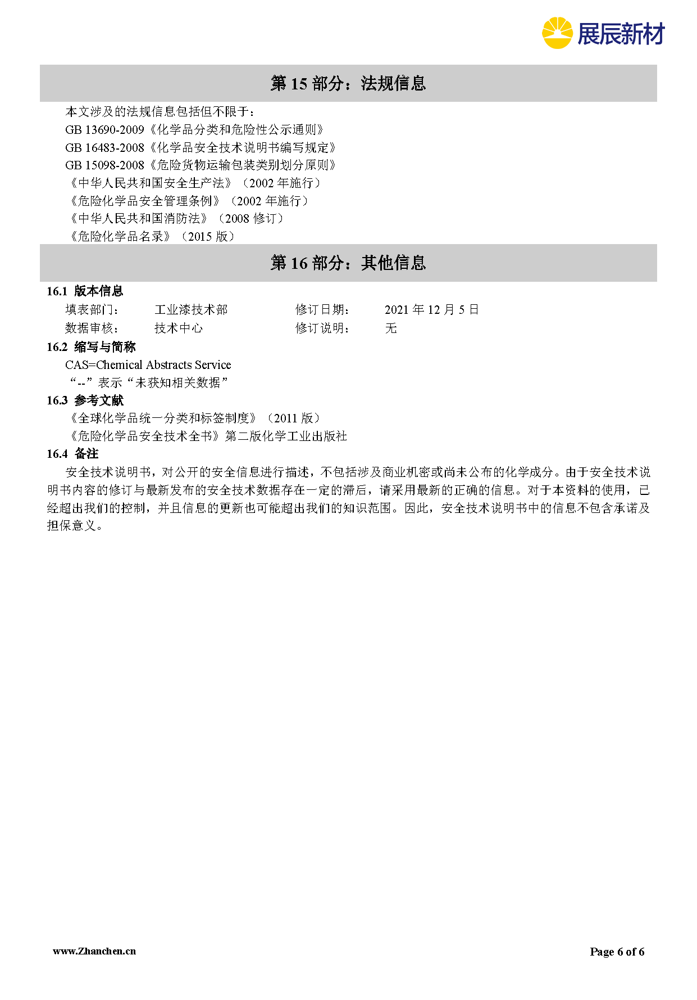 展辰新材
第 15 部分：法规信息
本文涉及的法规信息包括但不限于：
GB 13690-2009《化学品分类和危险性公示通则》
GB 16483-2008《化学品安全技术说明书编写规定》
GB 15098-2008《危险货物运输包装类别划分原则》
《中华人民共和国安全生产法》（2002 年施行）
《危险化学品安全管理条例》（2002 年施行）
《中华人民共和国消防法》（2008 修订）
《危险化学品名录》（2015 版）
第 16 部分：其他信息
16.1 版本信息
填表部门： 工业漆技术部 修订日期： 2021 年 12 月 5 日
数据审核： 技术中心 修订说明： 无
16.2 缩写与简称
CAS=Chemical Abstracts Service
“--”表示“未获知相关数据”
16.3 参考文献
《全球化学品统一分类和标签制度》（2011 版）
《危险化学品安全技术全书》第二版化学工业出版社
16.4 备注
安全技术说明书，对公开的安全信息进行描述，不包括涉及商业机密或尚未公布的化学成分。由于安全技术说
明书内容的修订与最新发布的安全技术数据存在一定的滞后，请采用最新的正确的信息。对于本资料的使用，已
经超出我们的控制，并且信息的更新也可能超出我们的知识范围。因此，安全技术说明书中的信息不包含承诺及
担保意义。
www.Zhanchen.cn Page 6 of 6